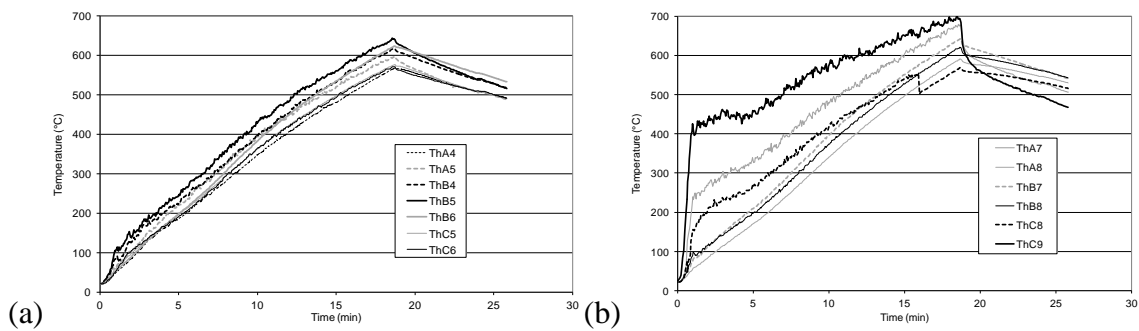 700
600
500
400
300
200
100
0
Temperature (°C)
0 5 10 15 20 25 30
Time (min)
ThA4
ThA5
ThB4
ThB5
ThB6
ThC5
ThC6
(a)
700
600
500
400
300
200
100
0
Temperature (°C)
0 5 10 15 20 25 30
Time (min)
ThA7
ThA8
ThB7
ThB8
ThC8
ThC9
(b)